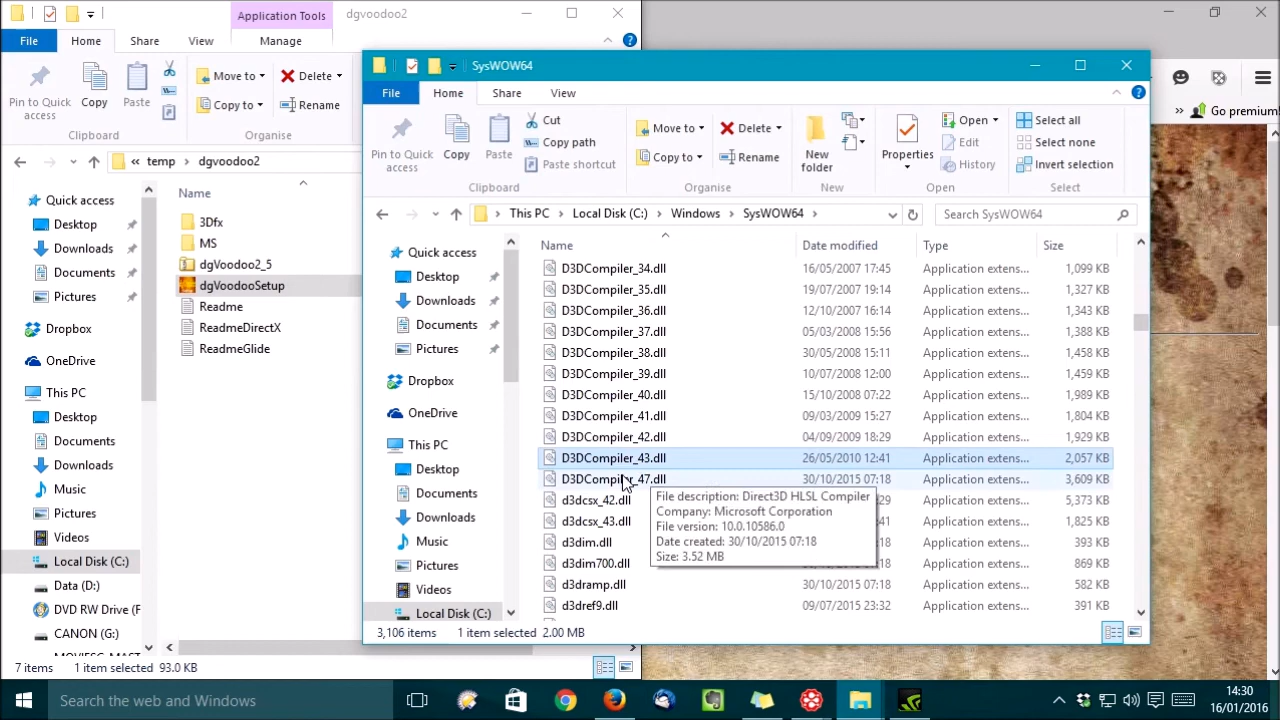 Application Tools
dgvoodoo2
File
Home
Share
View
Manage
Pin to Quick access
Copy
Paste
Move to
Copy to
Delete
Rename
Clipboard
Organise
« temp > dgvoodoo2
Name
Quick access
Desktop
Downloads
Documents
Pictures
Dropbox
OneDrive
This PC
Desktop
Documents
Downloads
Music
Pictures
Videos
Local Disk (C:)
Data (D:)
DVD RW Drive (F
CANON (G:)
3Dfx
MS
dgVoodoo2_5
dgVoodooSetup
Readme
ReadmeDirectX
ReadmeGlide
7 items
1 item selected 93.0 KB
SysWOW64
File
Home
Share
View
Pin to Quick access
Copy
Paste
Cut
Copy path
Paste shortcut
Clipboard
Move to
Copy to
Delete
Rename
Organise
New folder
New
Properties
Open
Edit
History
Open
Select all
Select none
Invert selection
Select
This PC > Local Disk (C:) > Windows > SysWOW64 >
Search SysWOW64
Quick access
Desktop
Downloads
Documents
Pictures
Dropbox
OneDrive
This PC
Desktop
Documents
Downloads
Music
Pictures
Videos
Local Disk (C:)
Name Date modified Type Size
D3DCompiler_34.dll 16/05/2007 17:45 Application extens... 1,099 KB
D3DCompiler_35.dll 19/07/2007 19:14 Application extens... 1,327 KB
D3DCompiler_36.dll 12/10/2007 16:14 Application extens... 1,343 KB
D3DCompiler_37.dll 05/03/2008 15:56 Application extens... 1,388 KB
D3DCompiler_38.dll 30/05/2008 15:11 Application extens... 1,458 KB
D3DCompiler_39.dll 10/07/2008 12:00 Application extens... 1,459 KB
D3DCompiler_40.dll 15/10/2008 07:22 Application extens... 1,989 KB
D3DCompiler_41.dll 09/03/2009 15:27 Application extens... 1,804 KB
D3DCompiler_42.dll 04/09/2009 18:29 Application extens... 1,929 KB
D3DCompiler_43.dll 26/05/2010 12:41 Application extens... 2,057 KB
D3DCompiler_47.dll 30/10/2015 07:18 Application extens... 3,609 KB
d3dcsx_42.dll :29 Application extens... 5,373 KB
d3dcsx_43.dll :41 Application extens... 1,825 KB
d3dim.dll :18 Application extens... 393 KB
d3dim700.dll :18 Application extens... 869 KB
d3dramp.dll 30/10/2015 07:18 Application extens... 582 KB
d3dref9.dll 09/07/2015 23:32 Application extens... 391 KB
File description: Direct3D HLSL Compiler
Company: Microsoft Corporation
File version: 10.0.10586.0
Date created: 30/10/2015 07:18
Size: 3.52 MB
3,106 items
1 item selected 2.00 MB
» Go premium
Search the web and Windows
14:30
16/01/2016